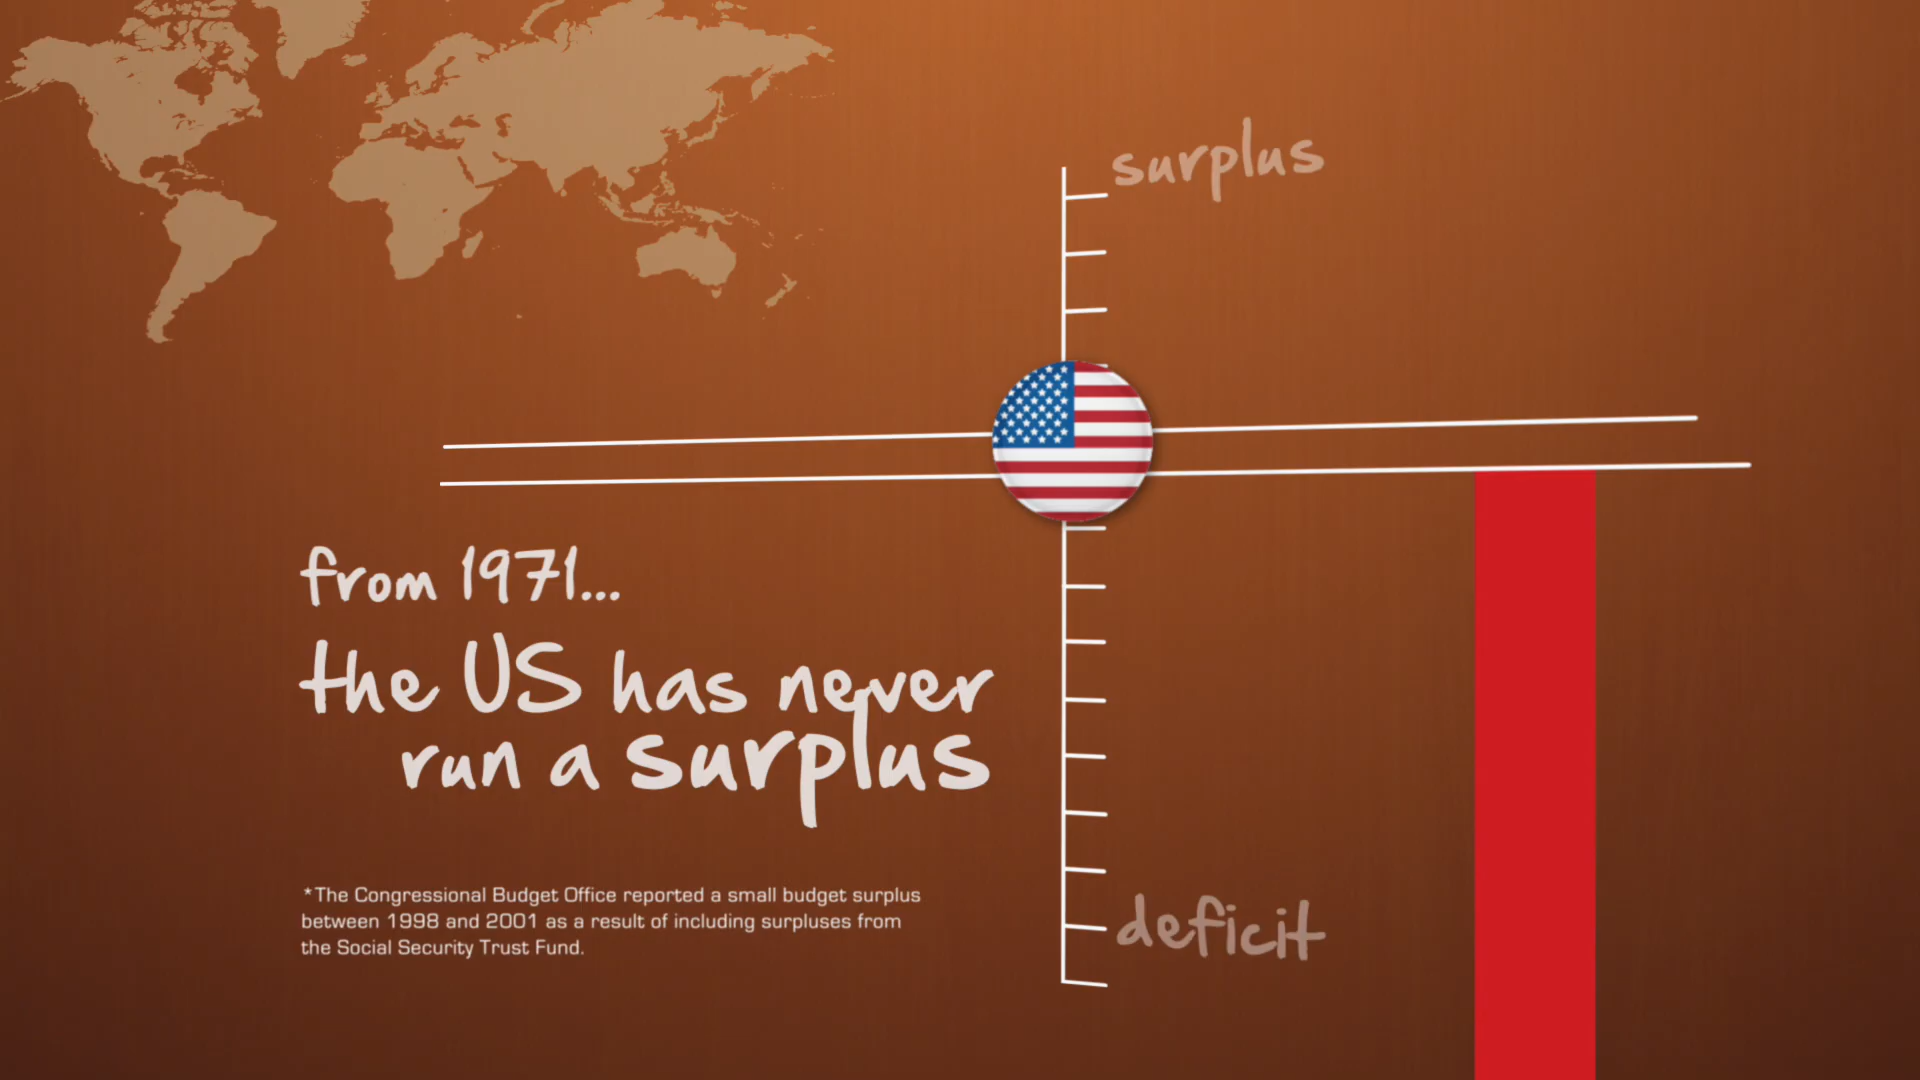 surplus
from 1971...
the US has never
run a surplus
*The Congressional Budget Office reported a small budget surplus
between 1998 and 2001 as a result of including surpluses from
the Social Security Trust Fund.
deficit